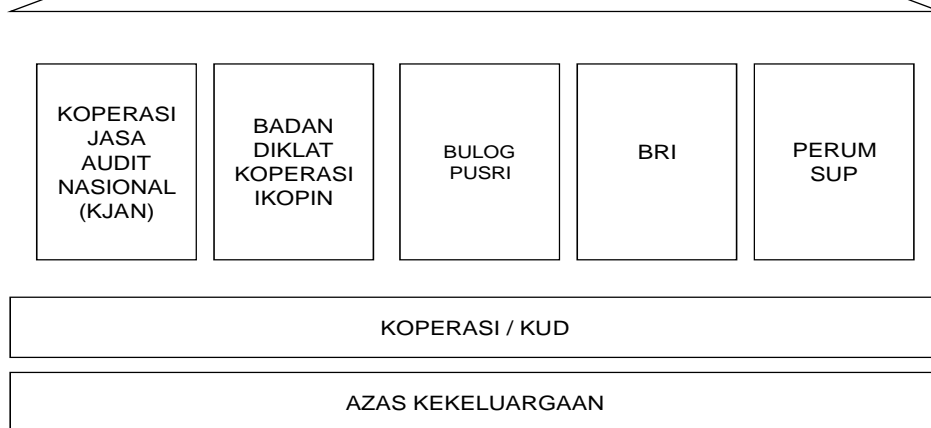 KOPERASI
JASA
AUDIT
NASIONAL
(KJAN)
BADAN
DIKLAT
KOPERASI
IKOPIN
BULOG
PUSRI
BRI
PERUM
SUP
KOPERASI / KUD
AZAS KEKELUARGAAN